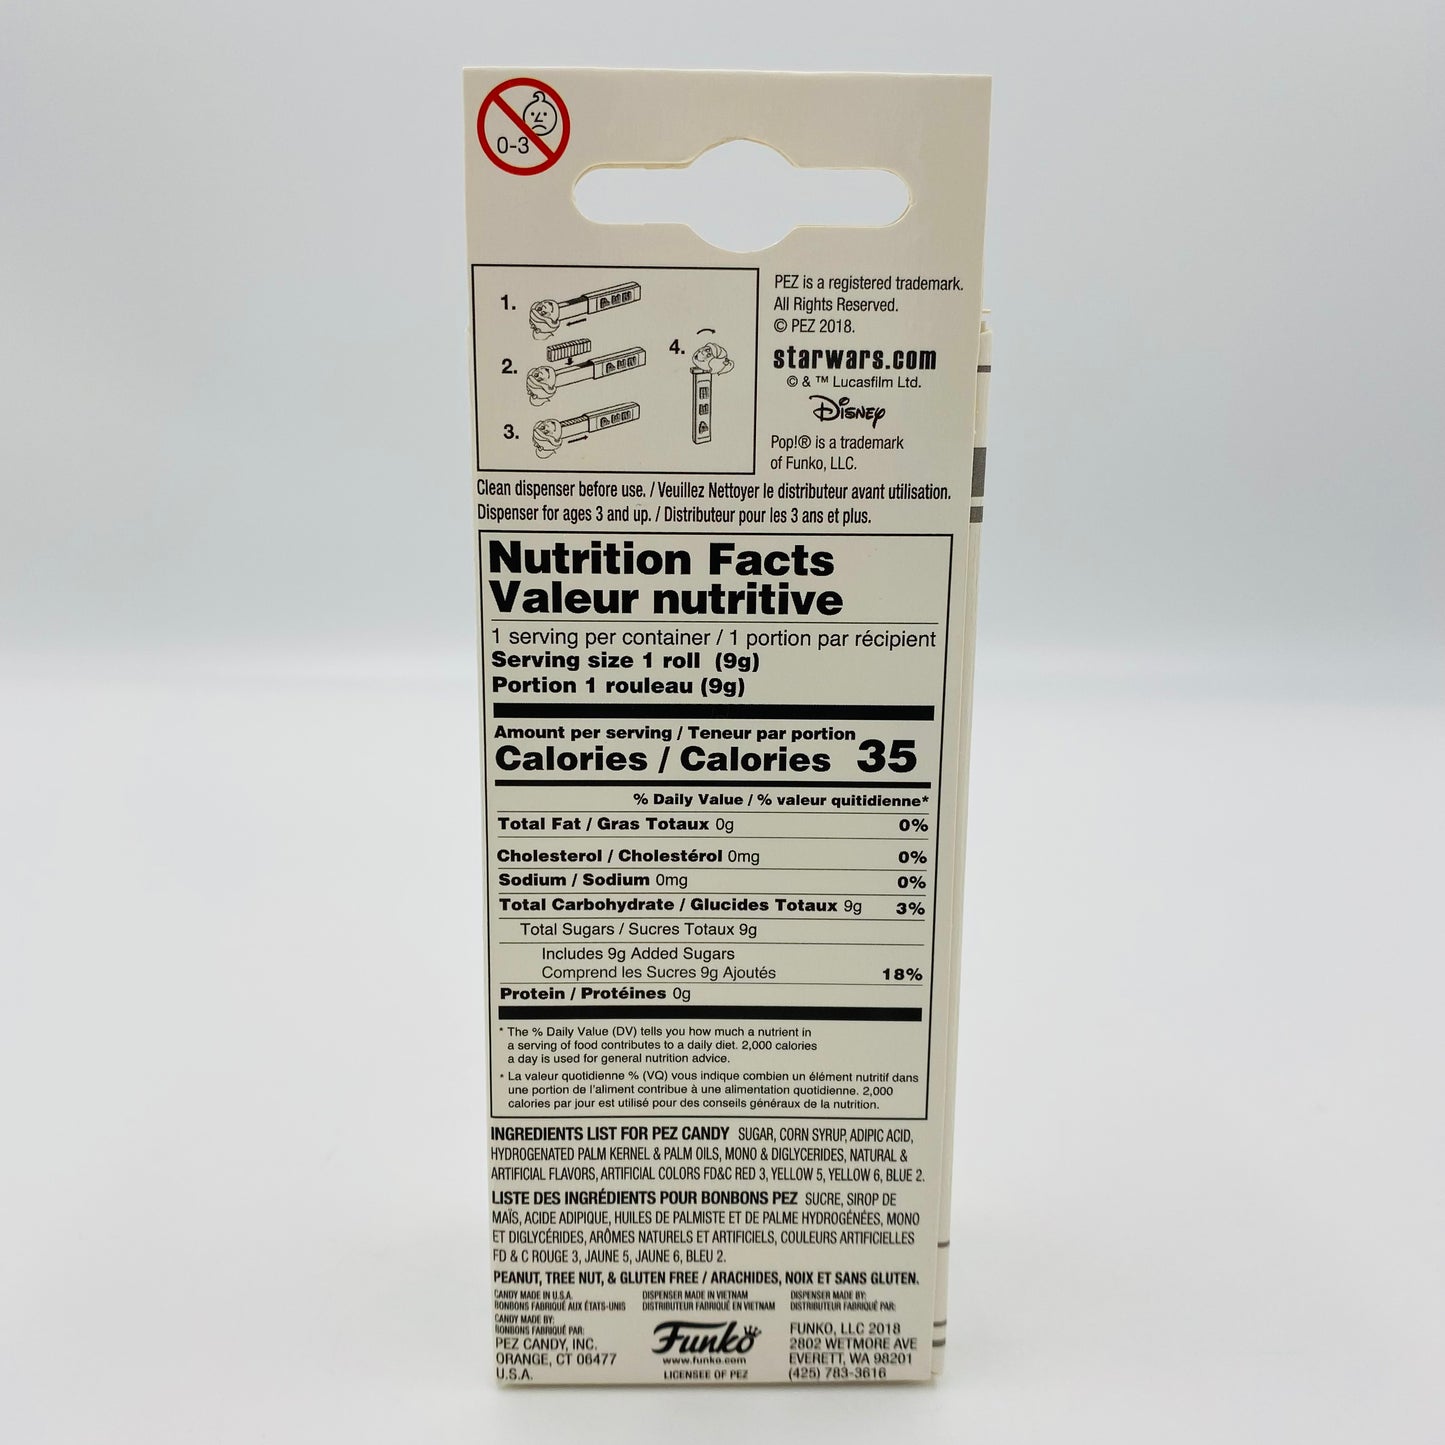 0-3
1.
2.
3.
4.
PEZ is a registered trademark.
All Rights Reserved.
© PEZ 2018.
starwars.com
© & ™ Lucasfilm Ltd.
Disney
Pop!® is a trademark
of Funko, LLC.
Clean dispenser before use. / Veuillez Nettoyer le distributeur avant utilisation.
Dispenser for ages 3 and up. / Distributeur pour les 3 ans et plus.
Nutrition Facts
Valeur nutritive
1 serving per container / 1 portion par récipient
Serving size 1 roll (9g)
Portion 1 rouleau (9g)
Amount per serving / Teneur par portion
Calories / Calories 35
% Daily Value / % valeur quitidienne*
Total Fat / Gras Totaux 0g 0%
Cholesterol / Cholestérol 0mg 0%
Sodium / Sodium 0mg 0%
Total Carbohydrate / Glucides Totaux 9g 3%
Total Sugars / Sucres Totaux 9g
Includes 9g Added Sugars
Comprend les Sucres 9g Ajoutés 18%
Protein / Protéines 0g
* The % Daily Value (DV) tells you how much a nutrient in
a serving of food contributes to a daily diet. 2,000 calories
a day is used for general nutrition advice.
* La valeur quotidienne % (VQ) vous indique combien un élément nutritif dans
une portion de l'aliment contribue à une alimentation quotidienne. 2,000
calories par jour est utilisé pour des conseils généraux de la nutrition.
INGREDIENTS LIST FOR PEZ CANDY SUGAR, CORN SYRUP, ADIPIC ACID,
HYDROGENATED PALM KERNEL & PALM OILS, MONO & DIGLYCERIDES, NATURAL &
ARTIFICIAL FLAVORS, ARTIFICIAL COLORS FD&C RED 3, YELLOW 5, YELLOW 6, BLUE 2.
LISTE DES INGRÉDIENTS POUR BONBONS PEZ SUCRE, SIROP DE
MAÏS, ACIDE ADIPIQUE, HUILES DE PALMISTE ET DE PALME HYDROGÉNÉES, MONO
ET DIGLYCÉRIDES, ARÔMES NATURELS ET ARTIFICIELS, COULEURS ARTIFICIELLES
FD & C ROUGE 3, JAUNE 5, JAUNE 6, BLEU 2.
PEANUT, TREE NUT, & GLUTEN FREE / ARACHIDES, NOIX ET SANS GLUTEN.
CANDY MADE IN U.S.A.
BONBONS FABRIQUÉ AUX ÉTATS-UNIS
CANDY MADE BY:
BONBONS FABRIQUÉ PAR:
PEZ CANDY, INC.
ORANGE, CT 06477
U.S.A.
DISPENSER MADE IN VIETNAM
DISTRIBUTEUR FABRIQUÉ EN VIETNAM
Funko
www.funko.com
LICENSEE OF PEZ
DISPENSER MADE BY:
DISTRIBUTEUR FABRIQUÉ PAR:
FUNKO, LLC 2018
2802 WETMORE AVE
EVERETT, WA 98201
(425) 783-3616